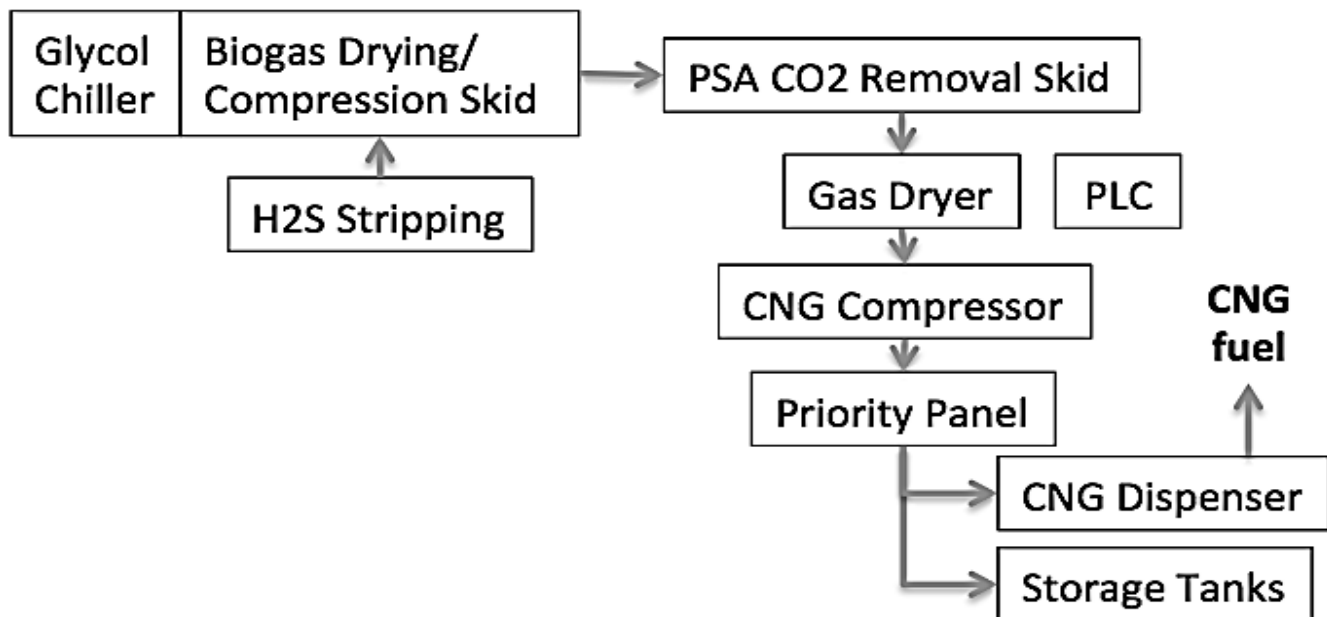 Glycol
Chiller
Biogas Drying/
Compression Skid
PSA CO2 Removal Skid
H2S Stripping
Gas Dryer
PLC
CNG Compressor
CNG
fuel
Priority Panel
CNG Dispenser
Storage Tanks